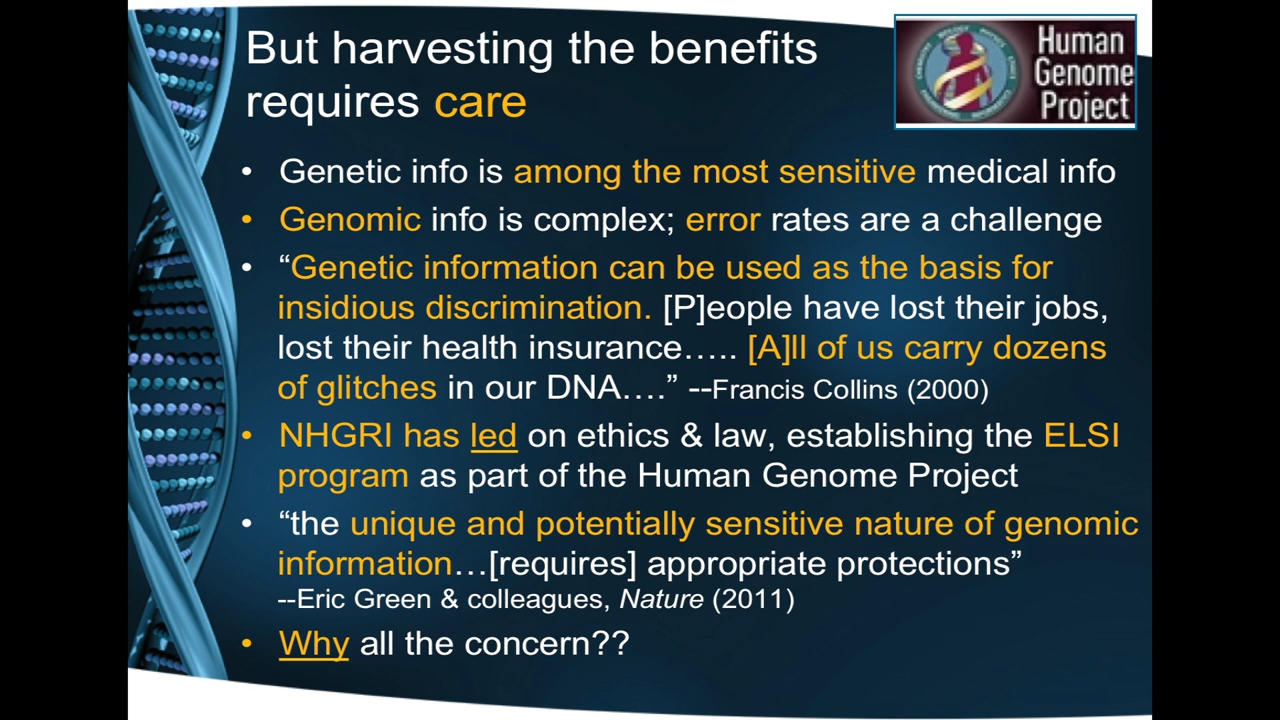 But harvesting the benefits
requires care
Human
Genome
Project
• Genetic info is among the most sensitive medical info
• Genomic info is complex; error rates are a challenge
• “Genetic information can be used as the basis for
insidious discrimination. [P]eople have lost their jobs,
lost their health insurance….. [A]ll of us carry dozens
of glitches in our DNA….” --Francis Collins (2000)
• NHGRI has led on ethics & law, establishing the ELSI
program as part of the Human Genome Project
• “the unique and potentially sensitive nature of genomic
information…[requires] appropriate protections”
--Eric Green & colleagues, Nature (2011)
• Why all the concern??